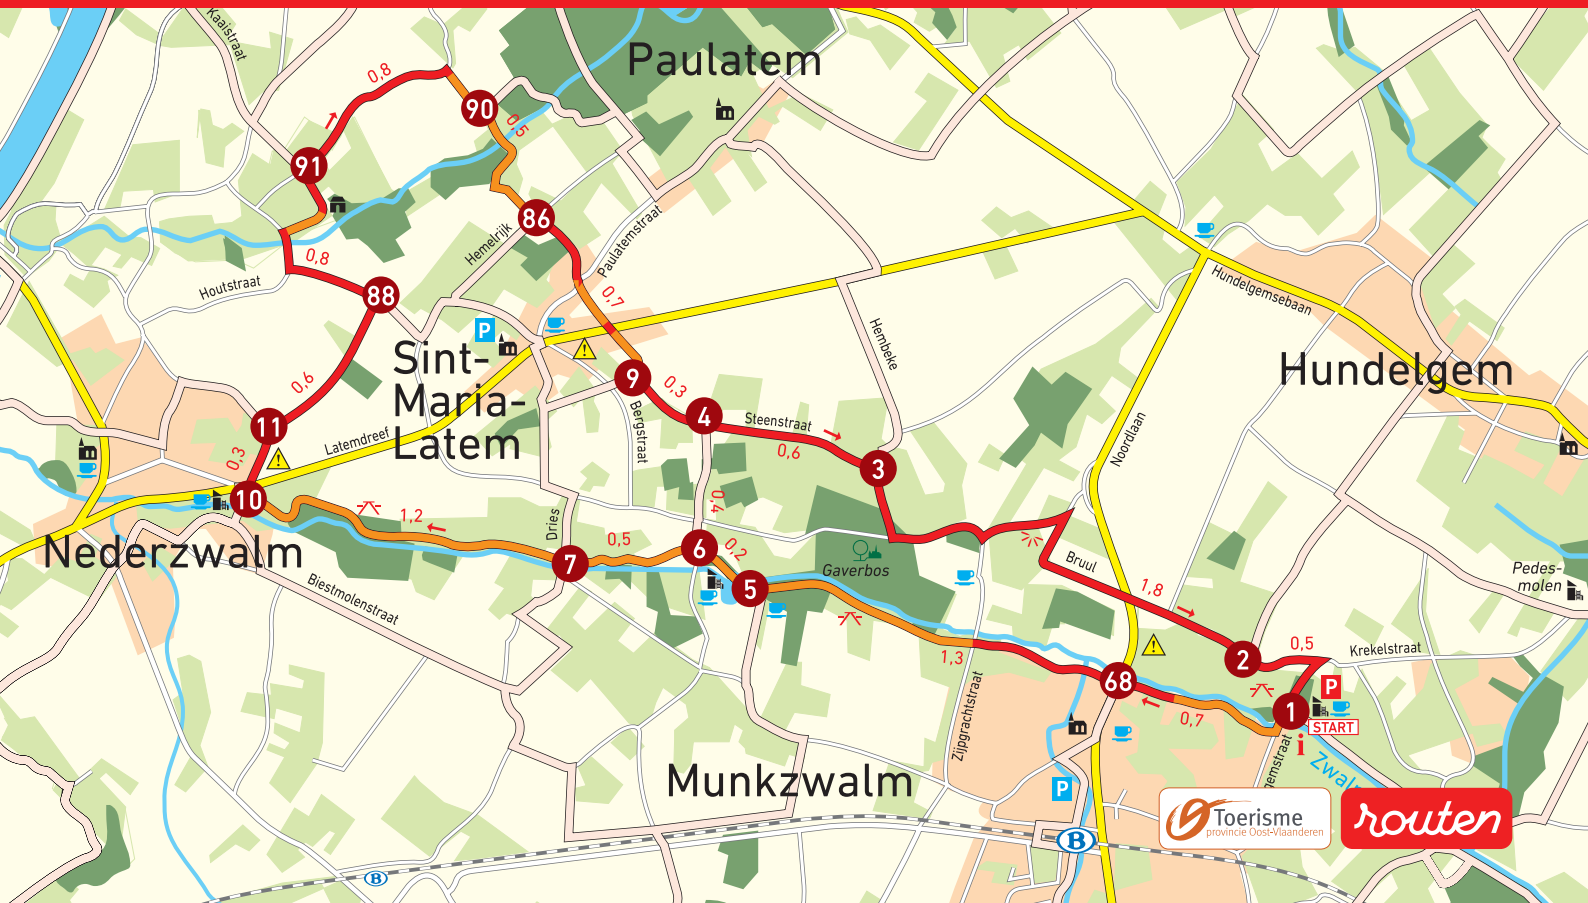 Kaaistraat
Paulatem
0,8
90
0,5
91
86
Hemelrijk
Paulatemstraat
0,8
Houtstraat
88
0,7
P
Hundelgemsebaan
Hembeke
Sint-
Maria-
Latem
Hundelgem
9
0,3
0,6
4
Steenstraat
0,6
Bergstraat
11
Latemdreef
0,3
3
Noordlaan
10
0,4
1,2
Dries
0,5
6
0,2
7
5
Gaverbos
Nederzwalm
Biestmolenstraat
Bruul
1,8
Pedes-
molen
2
0,5
Krekelstraat
1,3
68
Zijpgrachtstraat
0,7
P
1
START
i
gemstraat
Zwalm
Munkzwalm
P
B
B
Toerisme
provincie Oost-Vlaanderen
routen